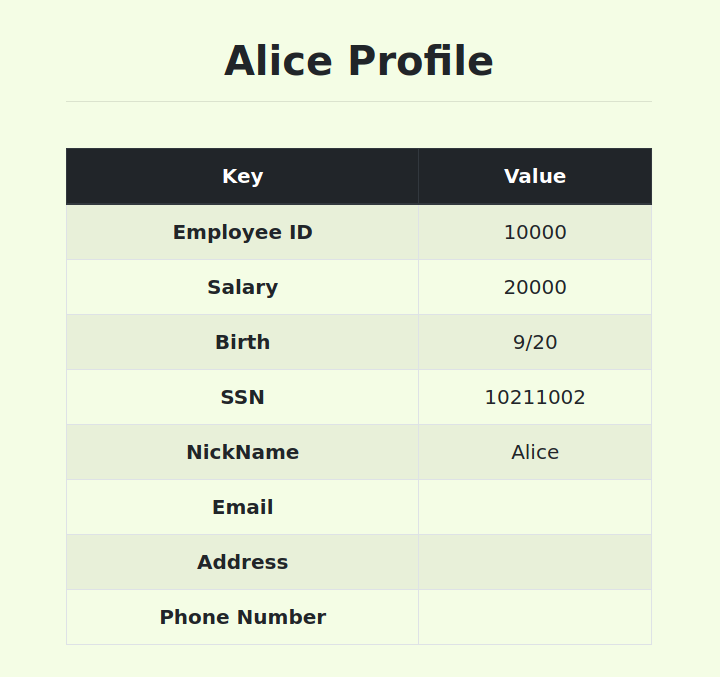 Alice Profile
Key Value
Employee ID 10000
Salary 20000
Birth 9/20
SSN 10211002
NickName Alice
Email
Address
Phone Number